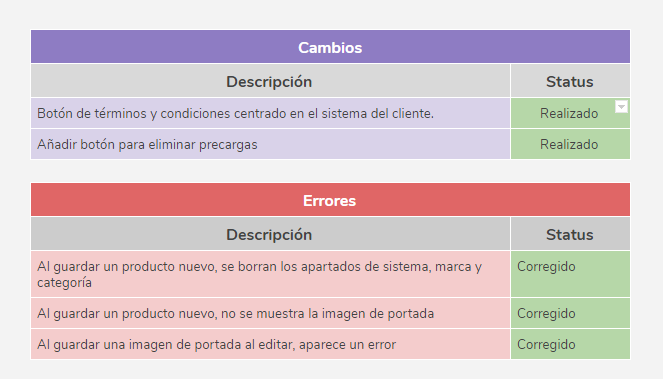 Cambios
Descripción Status
Botón de términos y condiciones centrado en el sistema del cliente. Realizado
Añadir botón para eliminar precargas Realizado
Errores
Descripción Status
Al guardar un producto nuevo, se borran los apartados de sistema, marca y Corregido
categoría
Al guardar un producto nuevo, no se muestra la imagen de portada Corregido
Al guardar una imagen de portada al editar, aparece un error Corregido